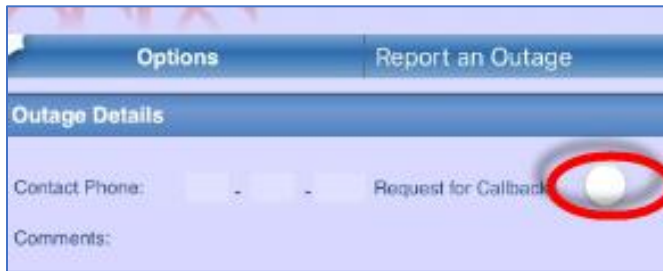 Options Report an Outage
Outage Details
Contact Phone: - - Request for Callback
Comments: